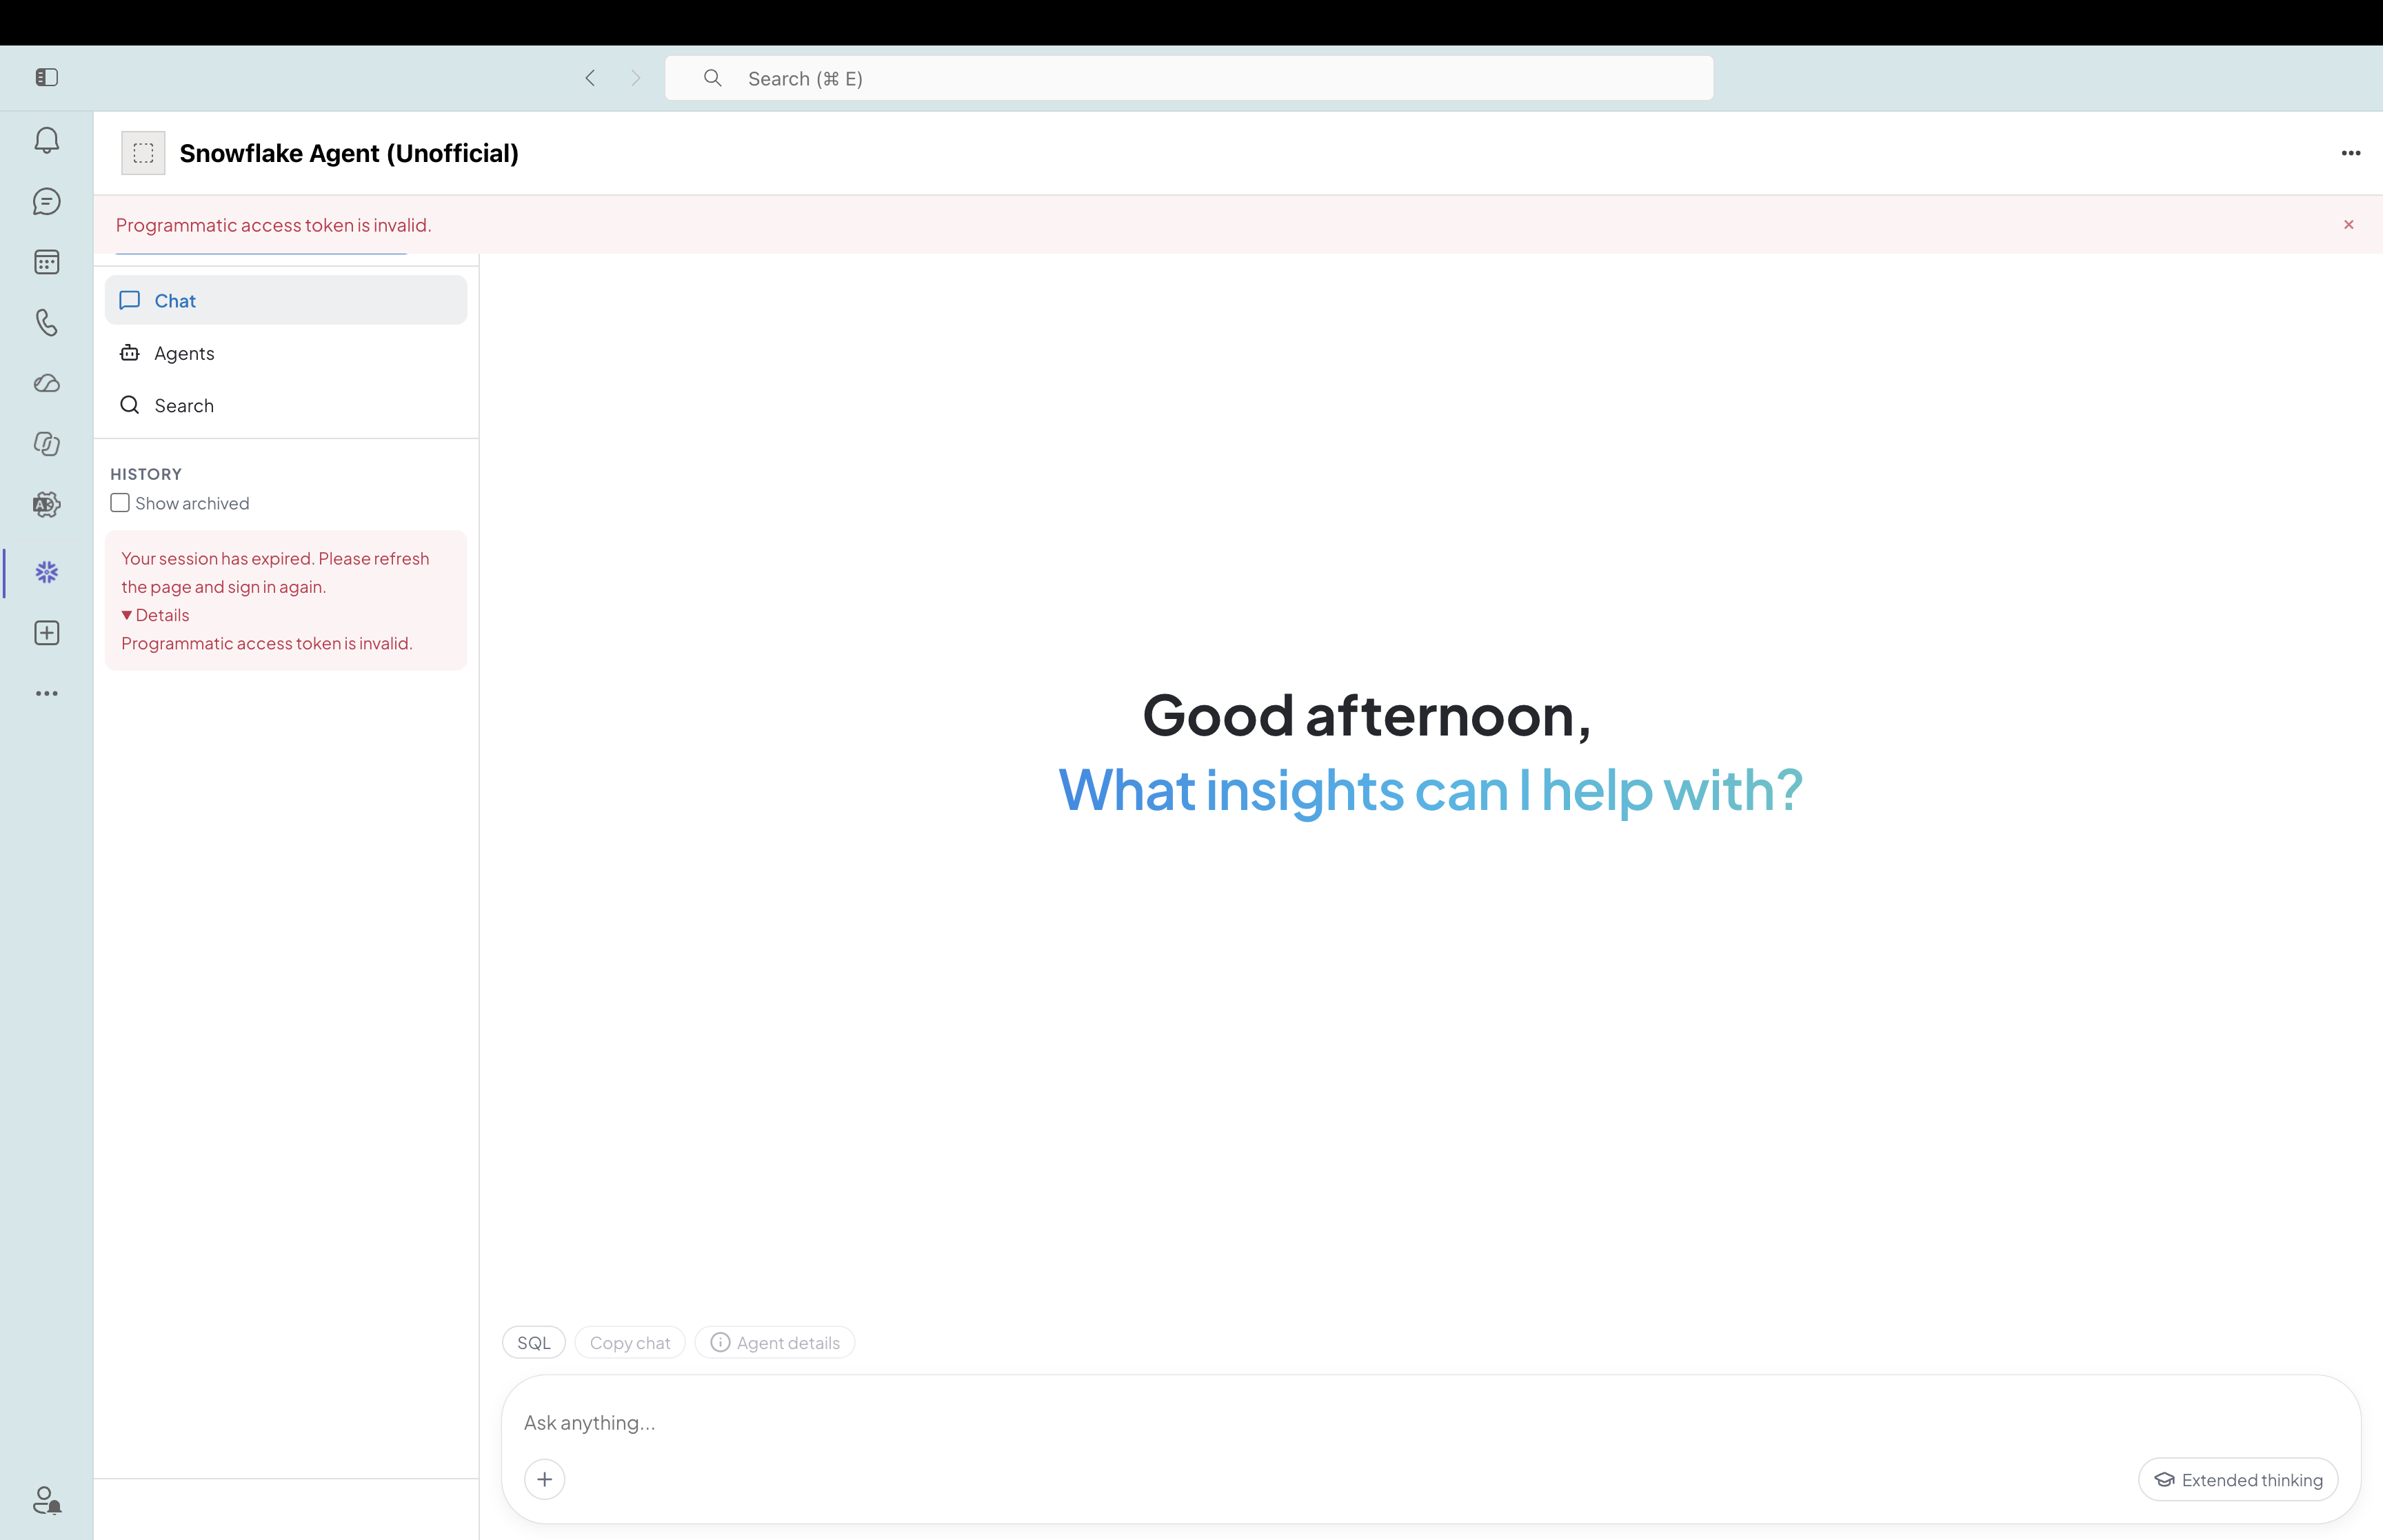 Search (⌘ E)
Snowflake Agent (Unofficial)
Programmatic access token is invalid.
Chat
Agents
Search
HISTORY
Show archived
Your session has expired. Please refresh
the page and sign in again.
Details
Programmatic access token is invalid.
Good afternoon,
What insights can I help with?
SQL
Copy chat
Agent details
Ask anything...
Extended thinking